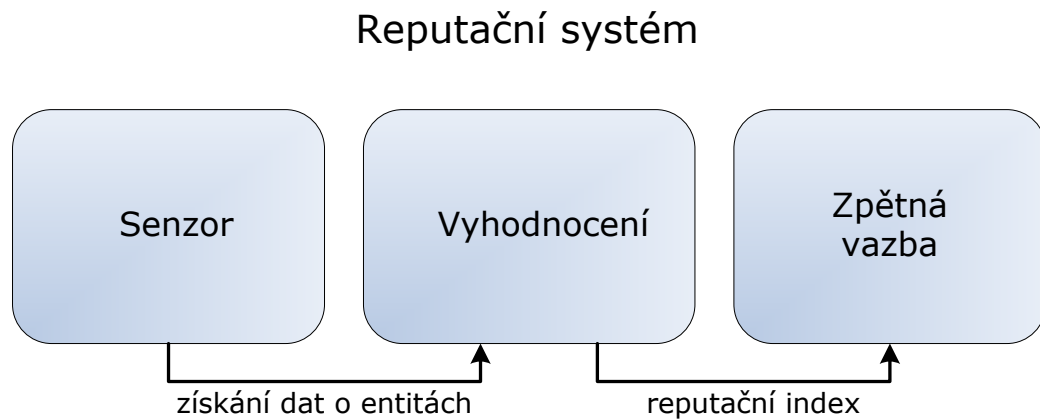 Reputační systém
Senzor
Vyhodnocení
Zpětná
vazba
získání dat o entitách
reputační index